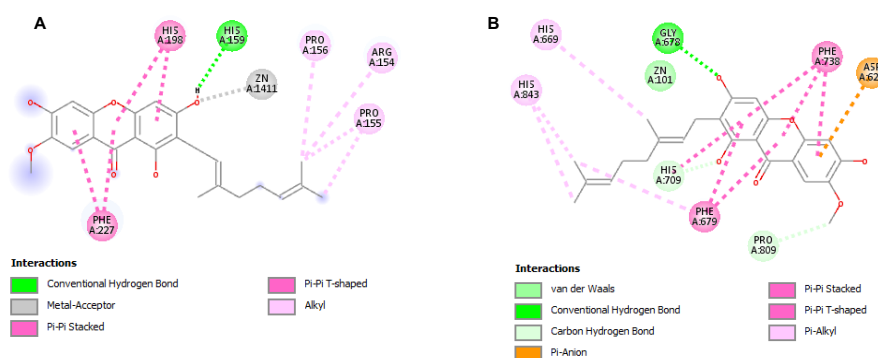 A
HIS
A:198
HIS
A:159
ZN
A:1411
PRO
A:156
ARG
A:154
PRO
A:155
PHE
A:227
H
O
O
O
O
O
O
Interactions
Conventional Hydrogen Bond
Metal-Acceptor
Pi-Pi Stacked
Pi-Pi T-shaped
Alkyl
B
HIS
A:669
GLY
A:678
ZN
A:101
HIS
A:843
PHE
A:738
HIS
A:709
PHE
A:679
PRO
A:809
O
O
O
O
O
O
Interactions
van der Waals
Conventional Hydrogen Bond
Carbon Hydrogen Bond
Pi-Anion
Pi-Pi Stacked
Pi-Pi T-shaped
Pi-Alkyl